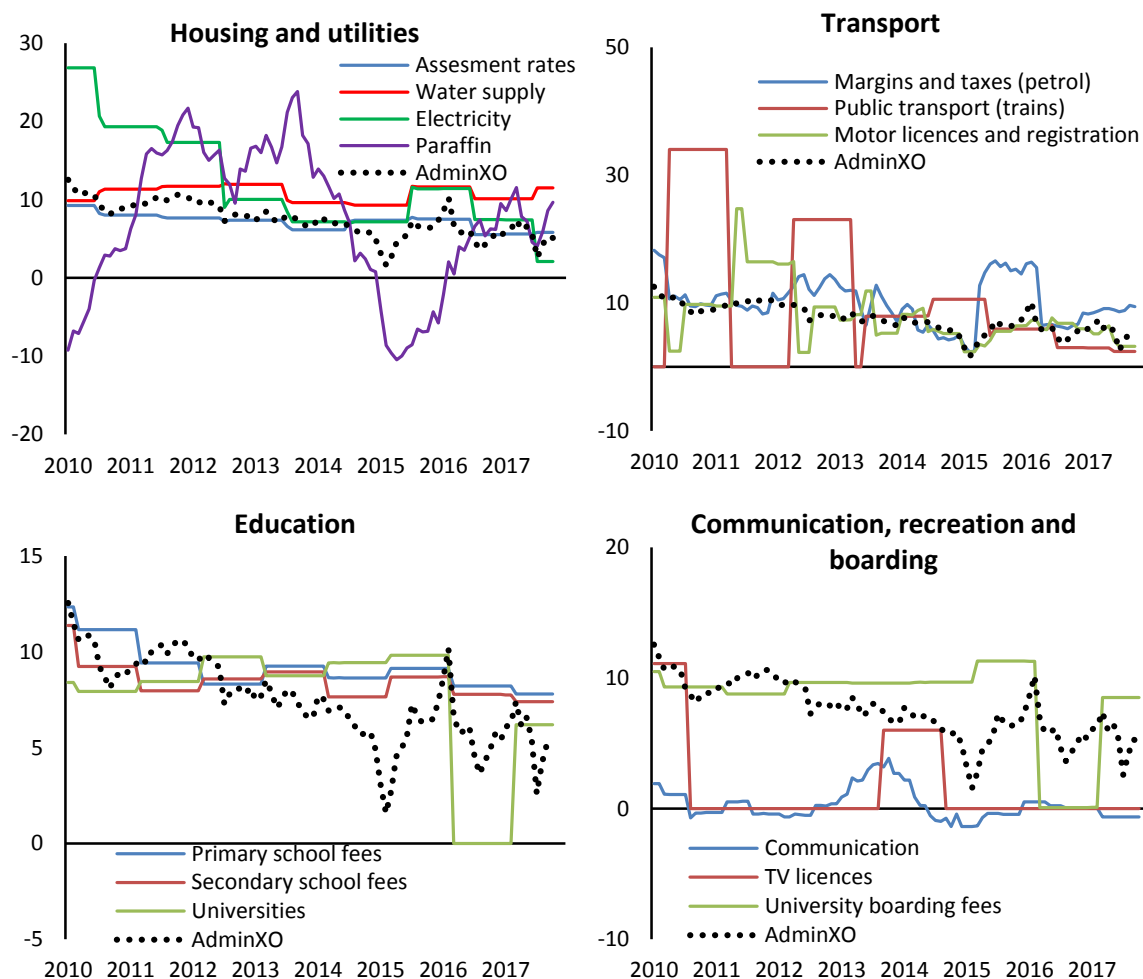 Housing and utilities
30
20
10
0
-10
-20
Assesment rates
Water supply
Electricity
Paraffin
AdminXO
2010 2011 2012 2013 2014 2015 2016 2017
Transport
50
30
10
-10
Margins and taxes (petrol)
Public transport (trains)
Motor licences and registration
AdminXO
2010 2011 2012 2013 2014 2015 2016 2017
Education
15
10
5
0
-5
Primary school fees
Secondary school fees
Universities
AdminXO
2010 2011 2012 2013 2014 2015 2016 2017
Communication, recreation and
boarding
20
10
0
-10
Communication
TV licences
University boarding fees
AdminXO
2010 2011 2012 2013 2014 2015 2016 2017